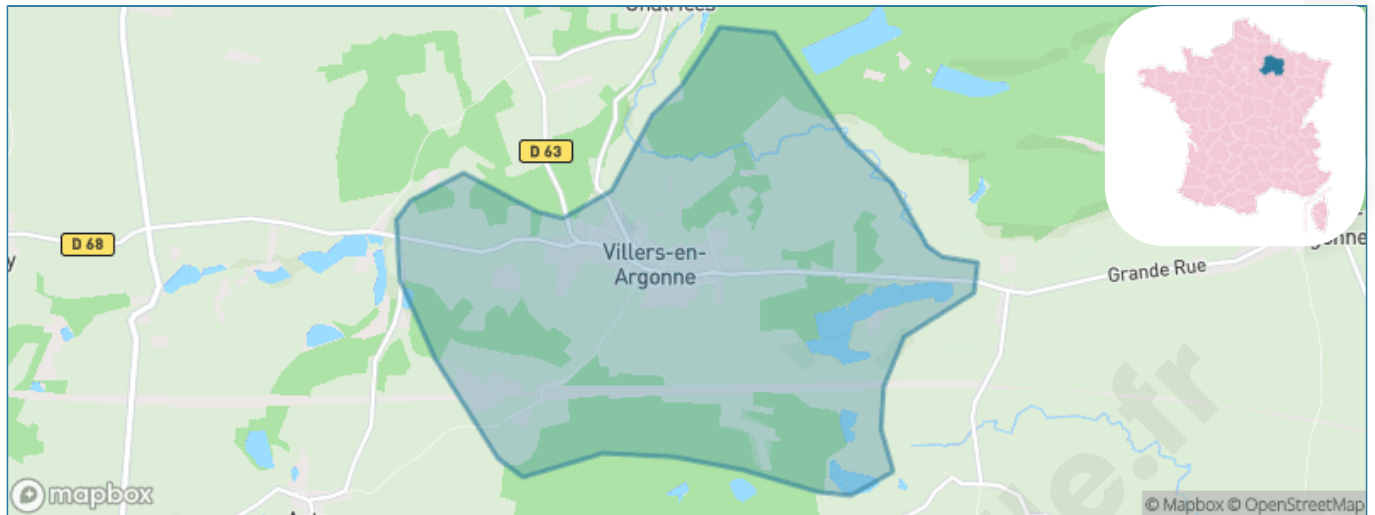 D 63
D 68
Villers-en-
Argonne
Grande Rue
mapbox
© Mapbox © OpenStreetMap